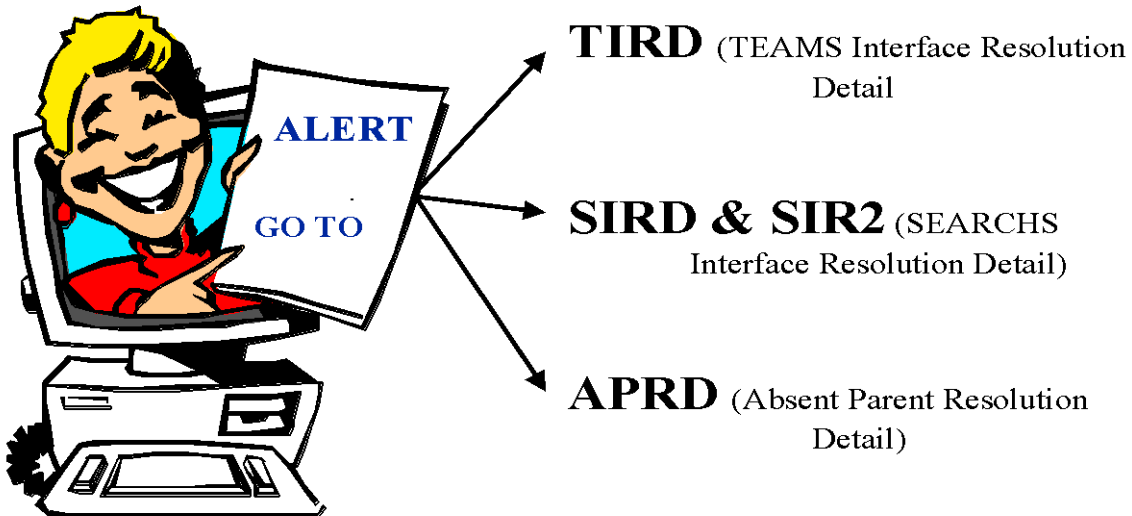 ALERT
GO TO
TIRD (TEAMS Interface Resolution
Detail
SIRD & SIR2 (SEARCHS
Interface Resolution Detail)
APRD (Absent Parent Resolution
Detail)